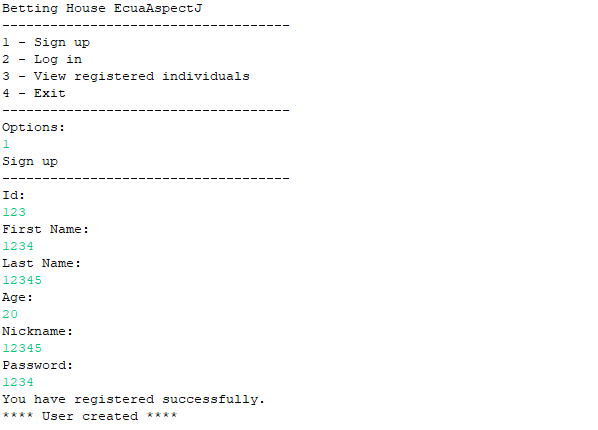 Betting House EcuaAspectJ
------------------------------------
1 - Sign up
2 - Log in
3 - View registered individuals
4 - Exit
------------------------------------
Options:
1
Sign up
------------------------------------
Id:
123
First Name:
1234
Last Name:
12345
Age:
20
Nickname:
12345
Password:
1234
You have registered successfully.
**** User created ****